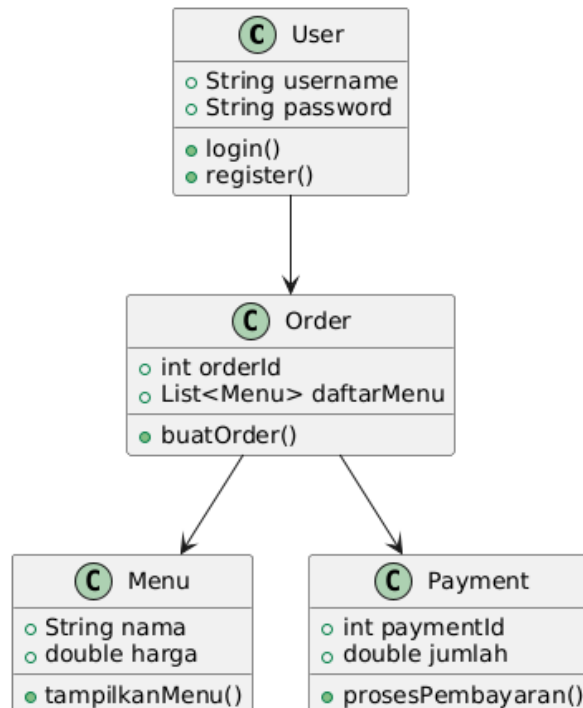 C User
String username
String password
login()
register()
C Order
int orderId
List<Menu> daftarMenu
buatOrder()
C Menu
String nama
double harga
tampilkanMenu()
C Payment
int paymentId
double jumlah
prosesPembayaran()